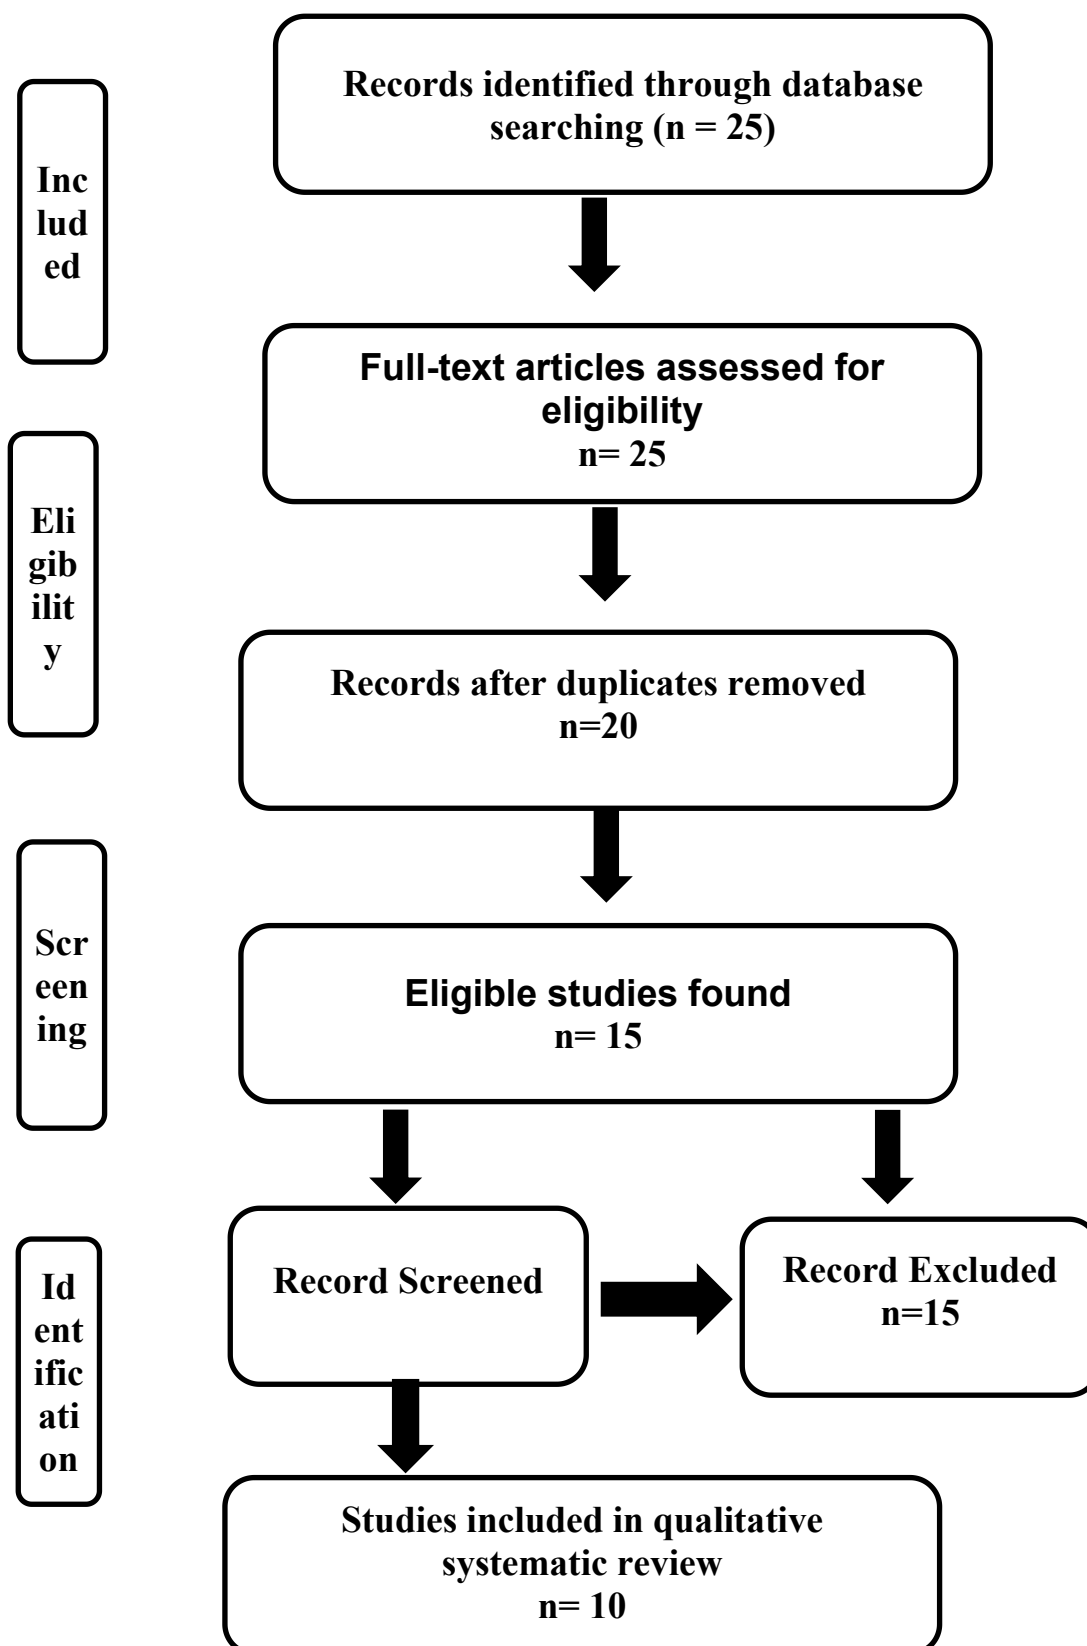 Records identified through database
searching (n = 25)
Inc
lud
ed
Full-text articles assessed for
eligibility
n= 25
Eli
gib
ilit
y
Records after duplicates removed
n=20
Scr
een
ing
Eligible studies found
n= 15
Id
ent
ific
ati
on
Record Screened
Record Excluded
n=15
Studies included in qualitative
systematic review
n= 10